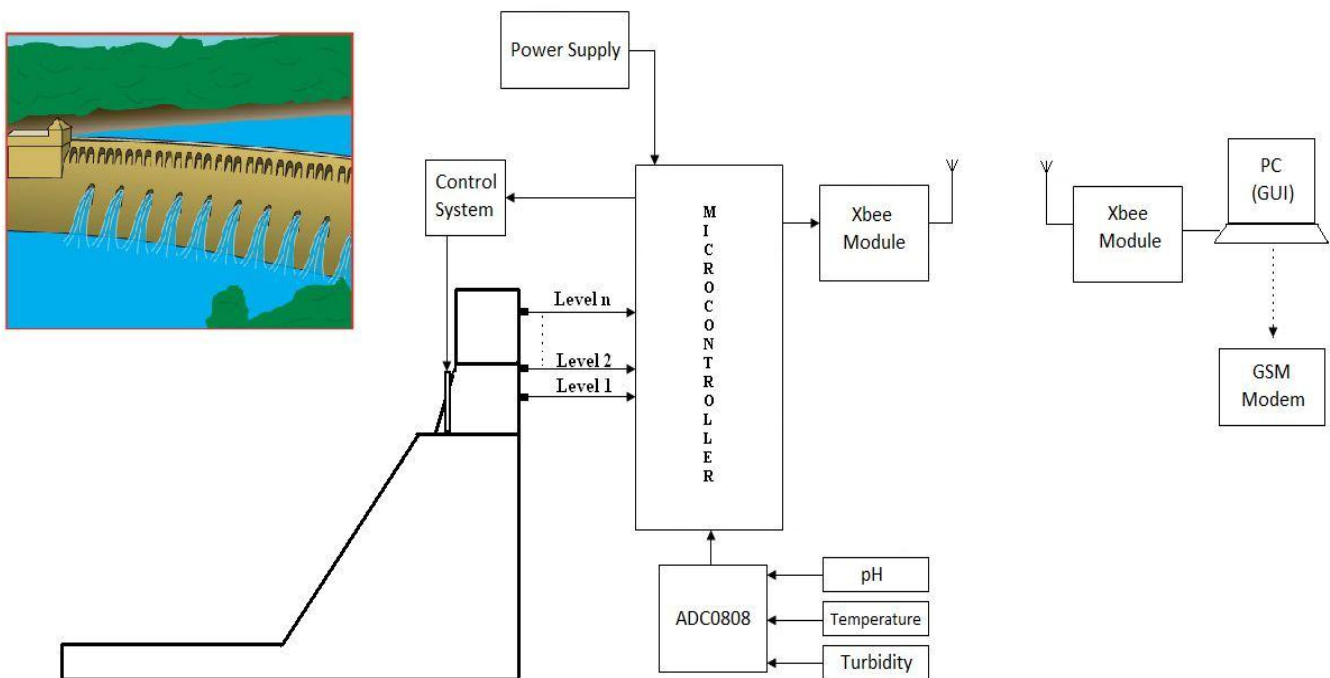 Power Supply
Control
System
MICROCONTROLLER
Xbee
Module
Xbee
Module
PC
(GUI)
Level n
Level 2
Level 1
GSM
Modem
ADC0808
pH
Temperature
Turbidity